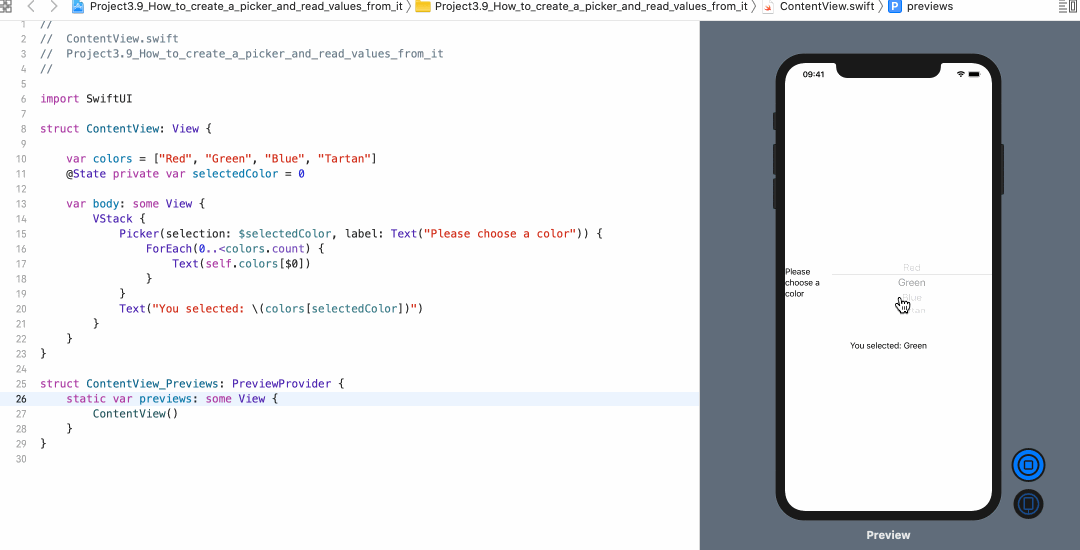 Project3.9_How_to_create_a_picker_and_read_values_from_it
Project3.9_How_to_create_a_picker_and_read_values_from_it
ContentView.swift
P previews
1 //
2 //  ContentView.swift
3 //  Project3.9_How_to_create_a_picker_and_read_values_from_it
4 //
5
6 import SwiftUI
7
8 struct ContentView: View {
9
10     var colors = ["Red", "Green", "Blue", "Tartan"]
11     @State private var selectedColor = 0
12
13     var body: some View {
14         VStack {
15             Picker(selection: $selectedColor, label: Text("Please choose a color")) {
16                 ForEach(0..<colors.count) {
17                     Text(self.colors[$0])
18                 }
19             }
20             Text("You selected: \(colors[selectedColor])")
21         }
22     }
23 }
24
25 struct ContentView_Previews: PreviewProvider {
26     static var previews: some View {
27         ContentView()
28     }
29 }
30
09:41
Please
choose a
color
Red
Green
Blue
You selected: Green
Preview